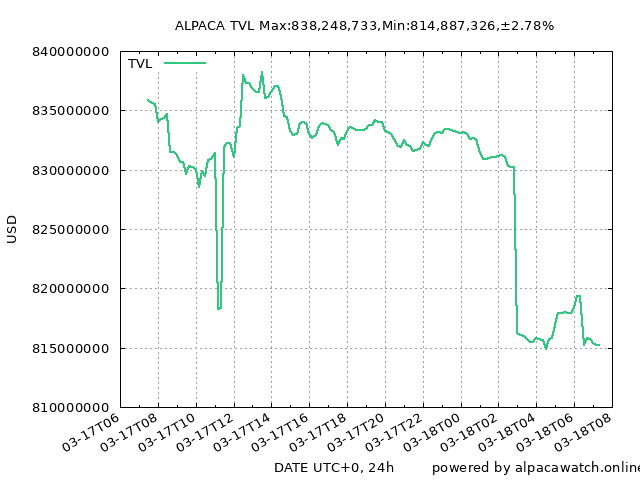 ALPACA TVL Max:838,248,733,Min:814,887,326,±2.78%
TVL
840000000
835000000
830000000
825000000
820000000
815000000
810000000
USD
03-17T06
03-17T08
03-17T10
03-17T12
03-17T14
03-17T16
03-17T18
03-17T20
03-17T22
03-18T00
03-18T02
03-18T04
03-18T06
03-18T08
DATE UTC+0, 24h
powered by alpacawatch.online